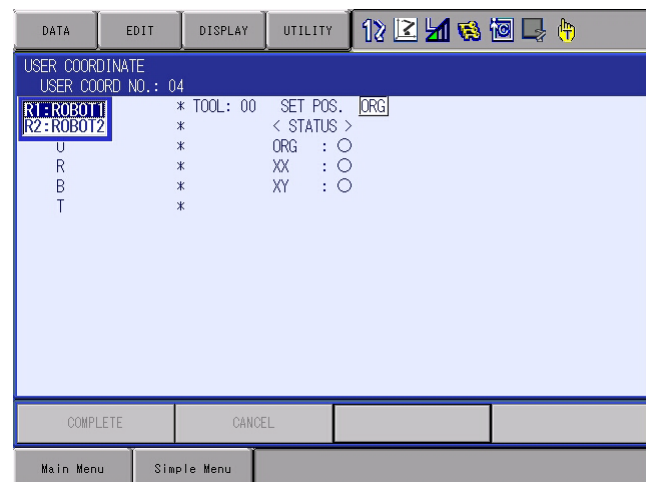 DATA EDIT DISPLAY UTILITY
USER COORDINATE
USER COORD NO.: 04
R1:ROBOT1 * TOOL: 00 SET POS. ORG
R2:ROBOT2 * < STATUS >
U * ORG : ○
R * XX : ○
B * XY : ○
T *
COMPLETE CANCEL
Main Menu Simple Menu